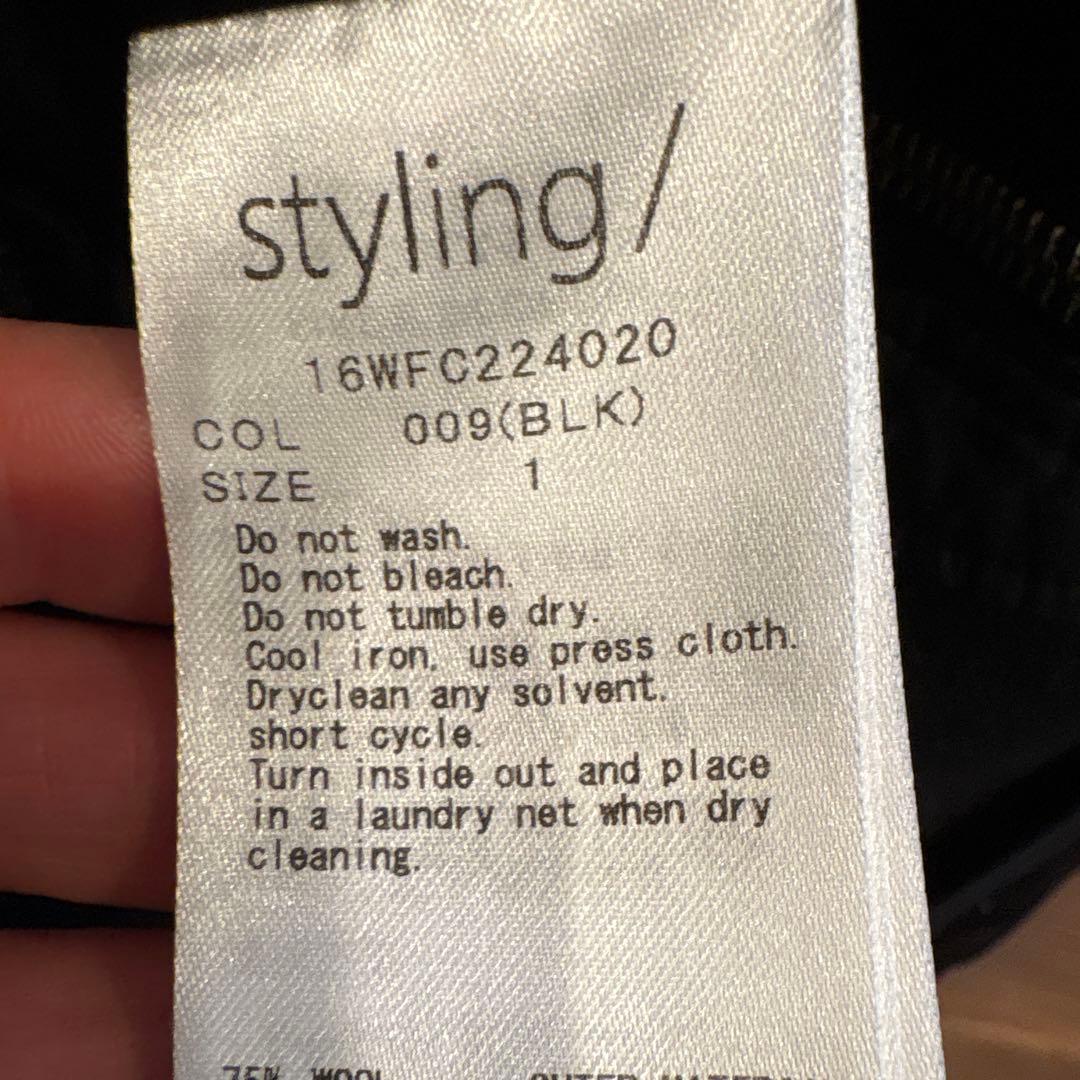 styling/
16WFC224020
COL 009(BLK)
SIZE 1
Do not wash.
Do not bleach.
Do not tumble dry.
Cool iron, use press cloth.
Dryclean any solvent.
short cycle.
Turn inside out and place
in a laundry net when dry
cleaning.
WOOL OUTER